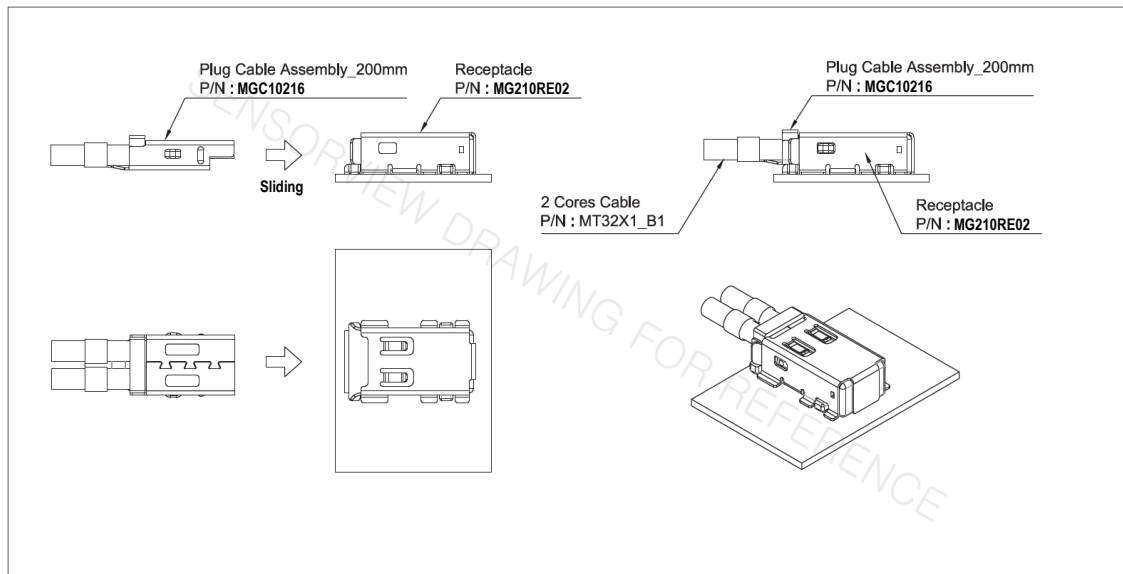 Plug Cable Assembly_200mm
P/N : MGC10216
Receptacle
P/N : MG210RE02
Sliding
Plug Cable Assembly_200mm
P/N : MGC10216
2 Cores Cable
P/N : MT32X1_B1
Receptacle
P/N : MG210RE02
SENSORVIEW DRAWING FOR REFERENCE